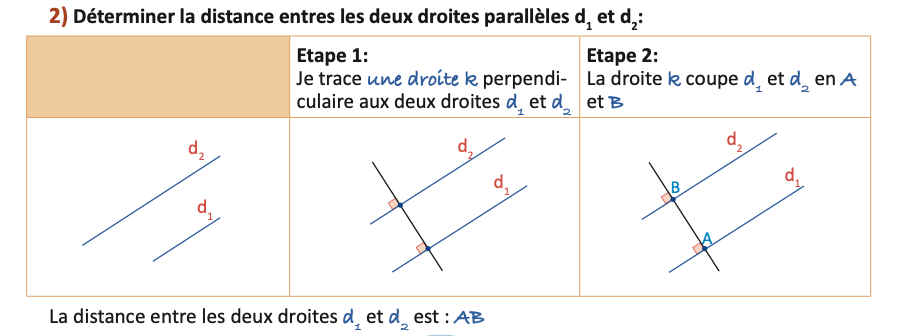 2) Déterminer la distance entres les deux droites parallèles d₁ et d₂:
Etape 1:
Je trace une droite k perpendi-
culaire aux deux droites d₁ et d₂
Etape 2:
La droite k coupe d₁ et d₂ en A
et B
d₂
d₁
d₂
d₁
d₂
d₁
B
A
La distance entre les deux droites d₁ et d₂ est : AB